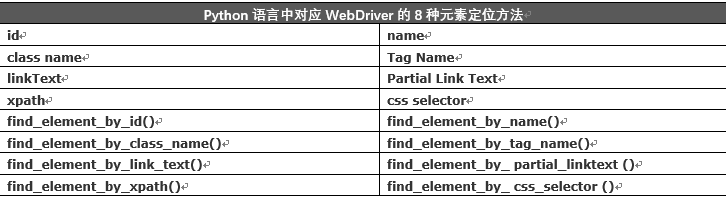 Python 语言中对应 WebDriver 的 8 种元素定位方法
id name
class name Tag Name
linkText Partial Link Text
xpath css selector
find_element_by_id() find_element_by_name()
find_element_by_class_name() find_element_by_tag_name()
find_element_by_link_text() find_element_by_ partial_linktext ()
find_element_by_xpath() find_element_by_ css_selector ()